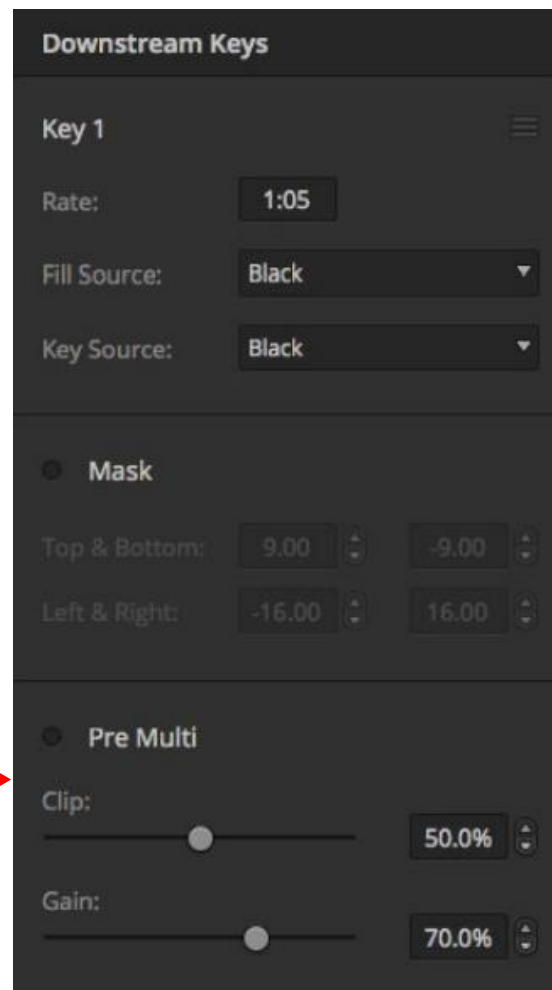 Downstream Keys
Key 1
Rate: 1:05
Fill Source: Black
Key Source: Black
Mask
Top & Bottom: 9.00 -9.00
Left & Right: -16.00 16.00
Pre Multi
Clip:
50.0%
Gain:
70.0%